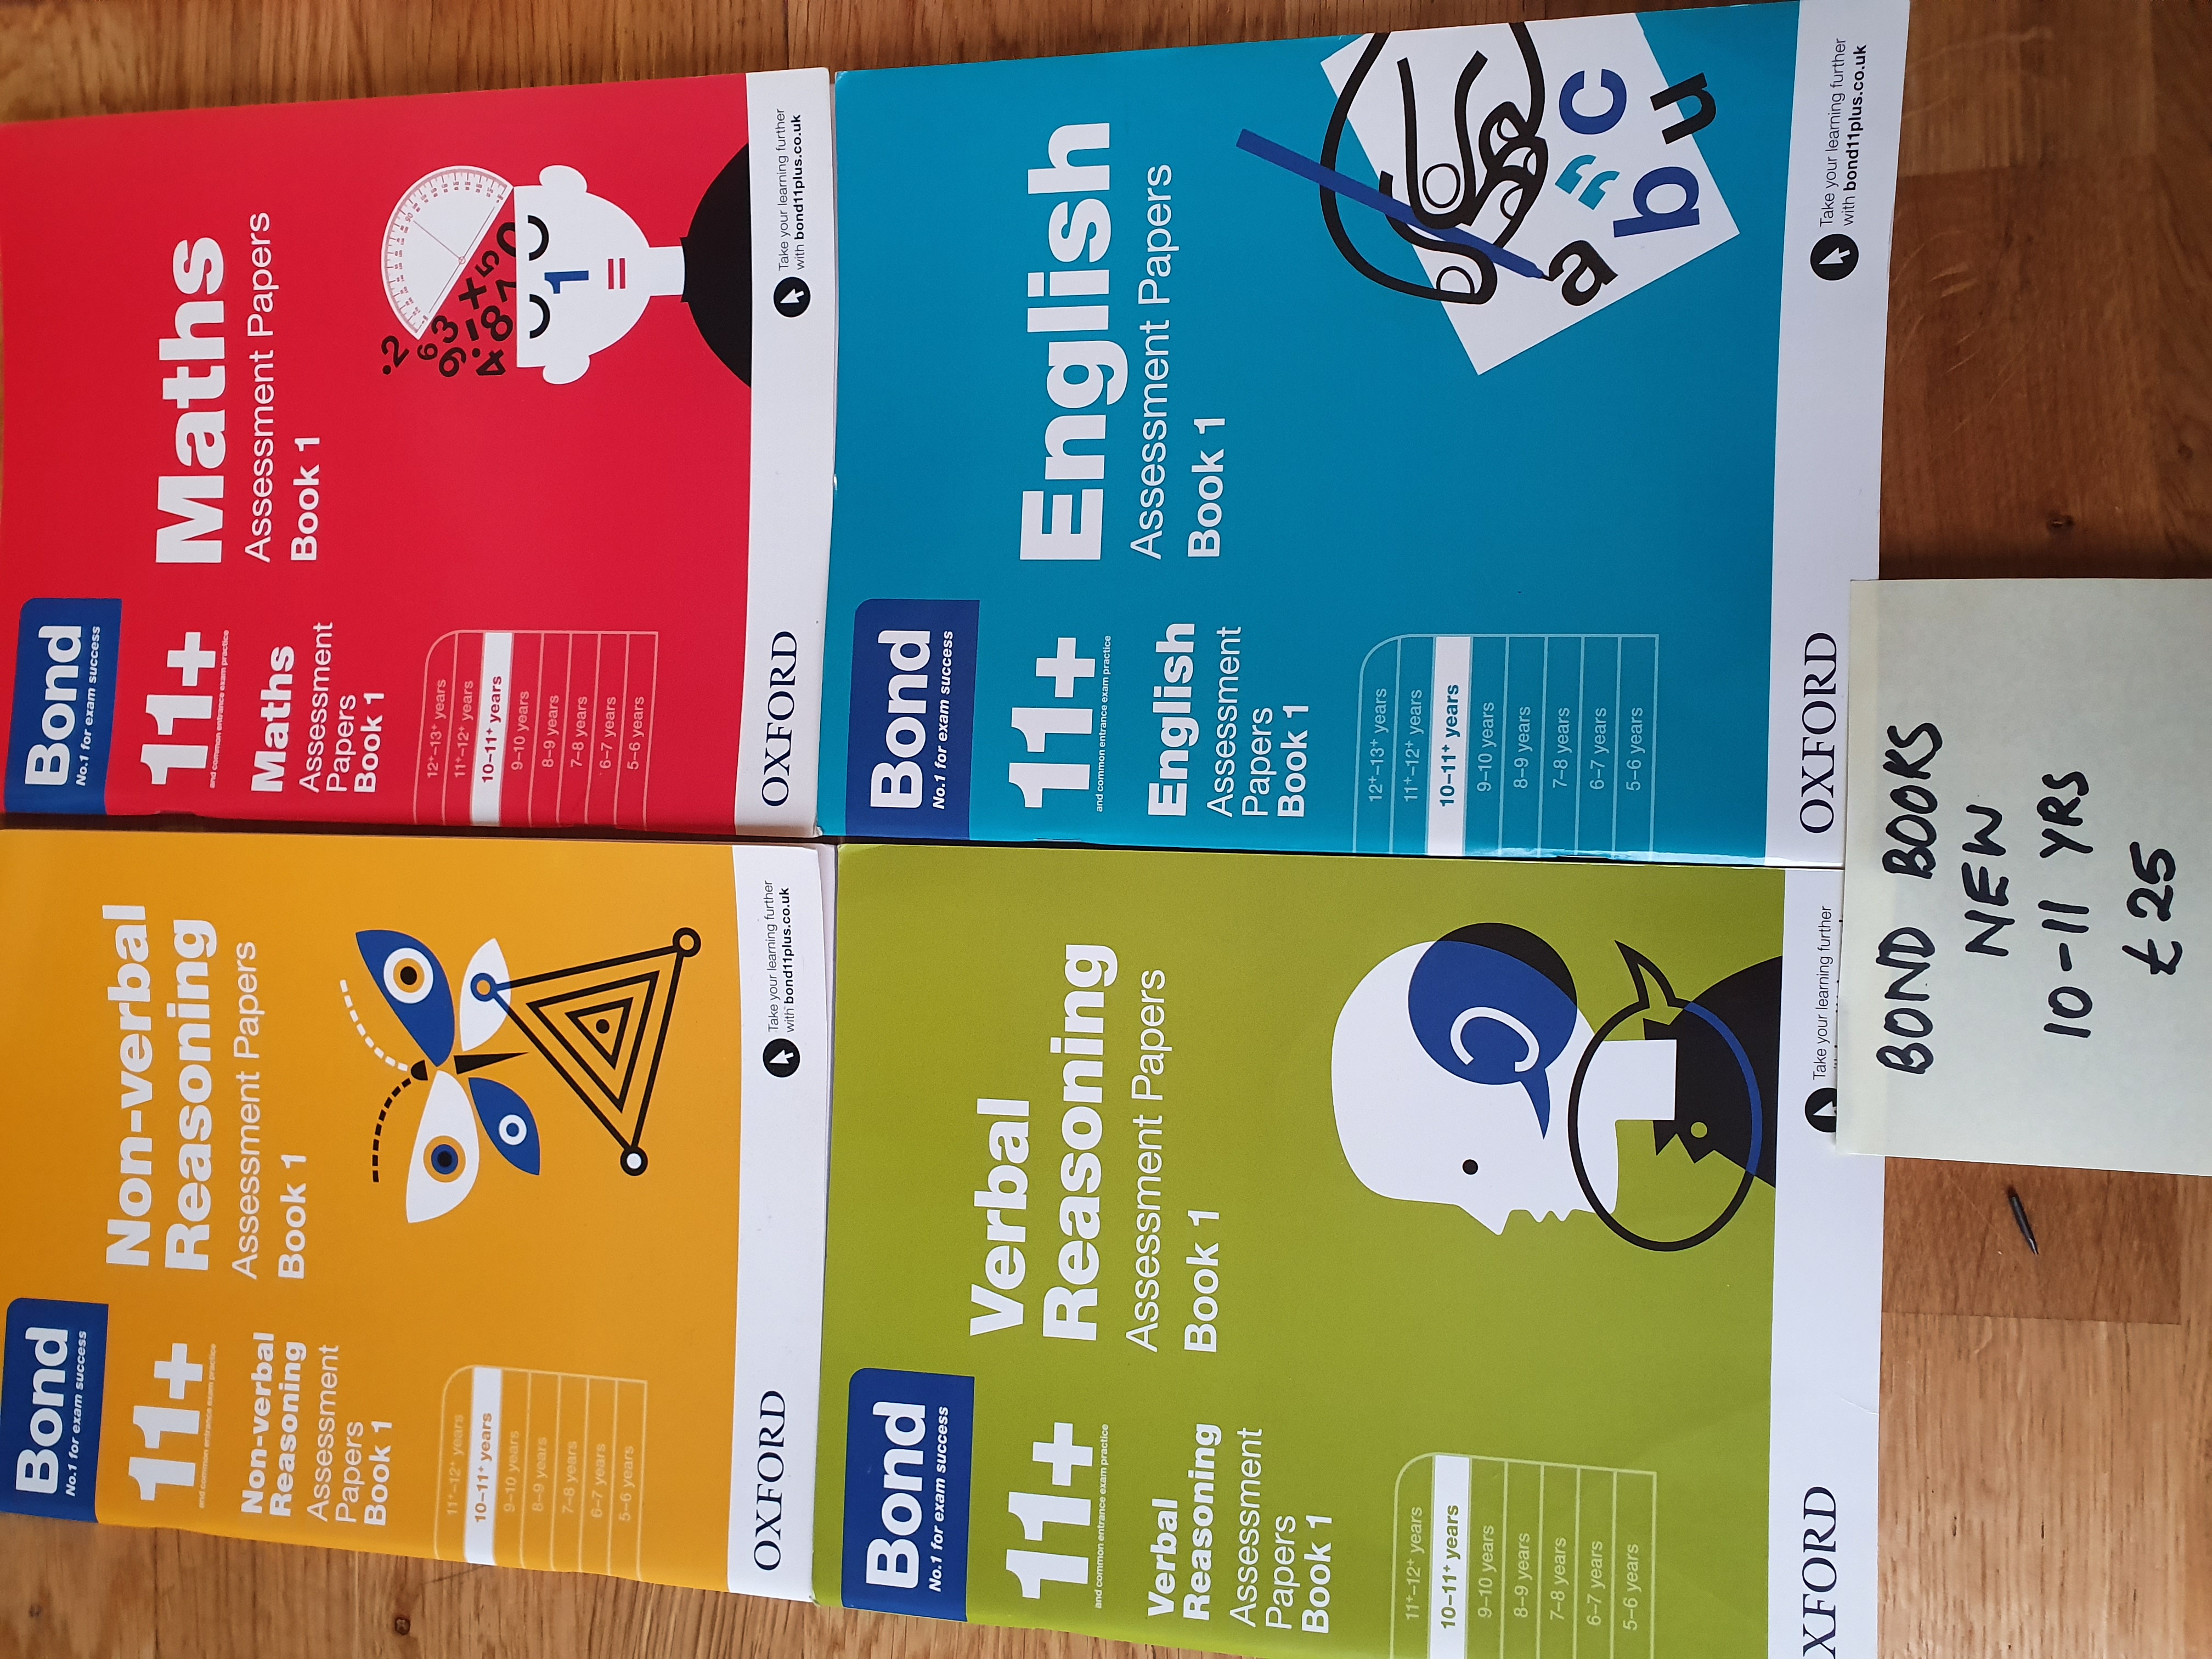 Bond
No.1 for exam success
11+
and common entrance exam practice
Non-verbal
Reasoning
Assessment
Papers
Book 1
11+–12+ years
10–11+ years
9–10 years
8–9 years
7–8 years
6–7 years
5–6 years
Non-verbal
Reasoning
Assessment Papers
Book 1
OXFORD
Take your learning further
with bond11plus.co.uk
Bond
No.1 for exam success
11+
and common entrance exam practice
Maths
Assessment
Papers
Book 1
12+–13+ years
11+–12+ years
10–11+ years
9–10 years
8–9 years
7–8 years
6–7 years
5–6 years
Maths
Assessment Papers
Book 1
1
OXFORD
Take your learning further
with bond11plus.co.uk
Bond
No.1 for exam success
11+
and common entrance exam practice
Verbal
Reasoning
Assessment
Papers
Book 1
11+–12+ years
10–11+ years
9–10 years
8–9 years
7–8 years
6–7 years
5–6 years
Verbal
Reasoning
Assessment Papers
Book 1
XFORD
Take your learning further
Bond
No.1 for exam success
11+
and common entrance exam practice
English
Assessment
Papers
Book 1
12+–13+ years
11+–12+ years
10–11+ years
9–10 years
8–9 years
7–8 years
6–7 years
5–6 years
English
Assessment Papers
Book 1
a b " c u
OXFORD
Take your learning further
with bond11plus.co.uk
BOND BOOKS
NEW
10-11 YRS
£25